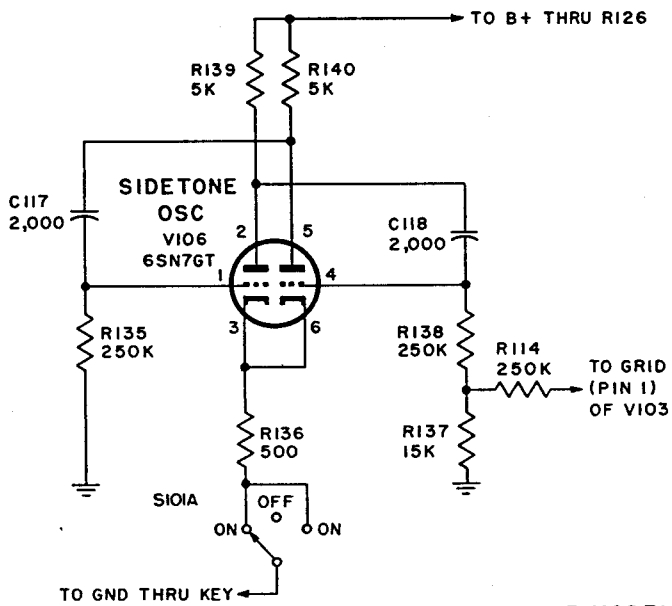 TO B+ THRU R126
R139
5K
R140
5K
C117
2,000
SIDETONE
OSC
V106
6SN7GT
2
5
1
4
3
6
C118
2,000
R135
250K
R138
250K
R114
250K
TO GRID
(PIN 1)
OF V103
R137
15K
R136
500
S101A
OFF
ON
ON
TO GND THRU KEY